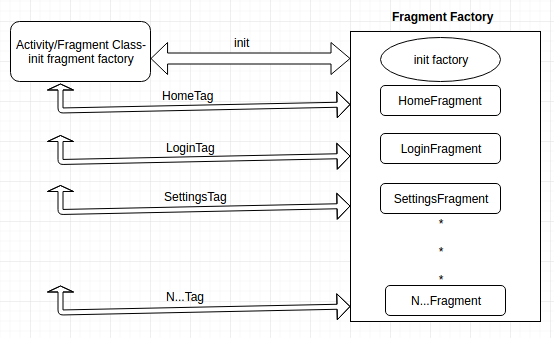 Fragment Factory
Activity/Fragment Class-
init fragment factory
init
init factory
HomeTag
HomeFragment
LoginTag
LoginFragment
SettingsTag
SettingsFragment
*
*
*
N...Tag
N...Fragment